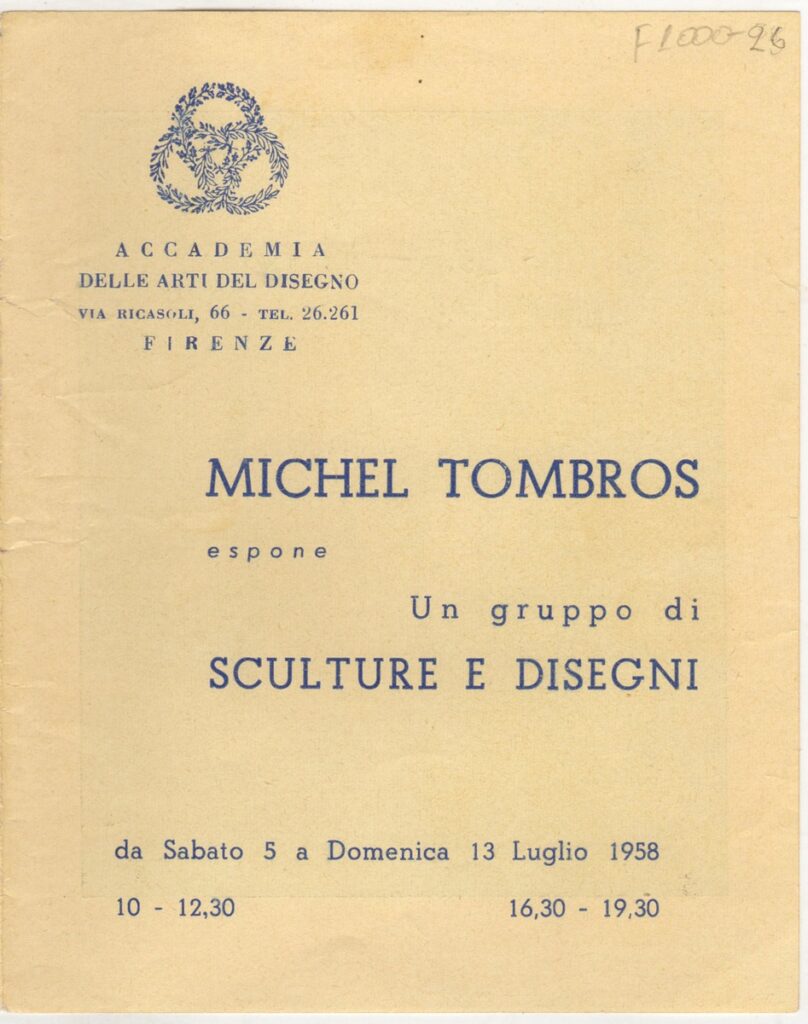 F1000-26
ACCADEMIA
DELLE ARTI DEL DISEGNO
VIA RICASOLI, 66 - TEL. 26.261
FIRENZE
MICHEL TOMBROS
espone
Un gruppo di
SCULTURE E DISEGNI
da Sabato 5 a Domenica 13 Luglio 1958
10 - 12,30 16,30 - 19,30